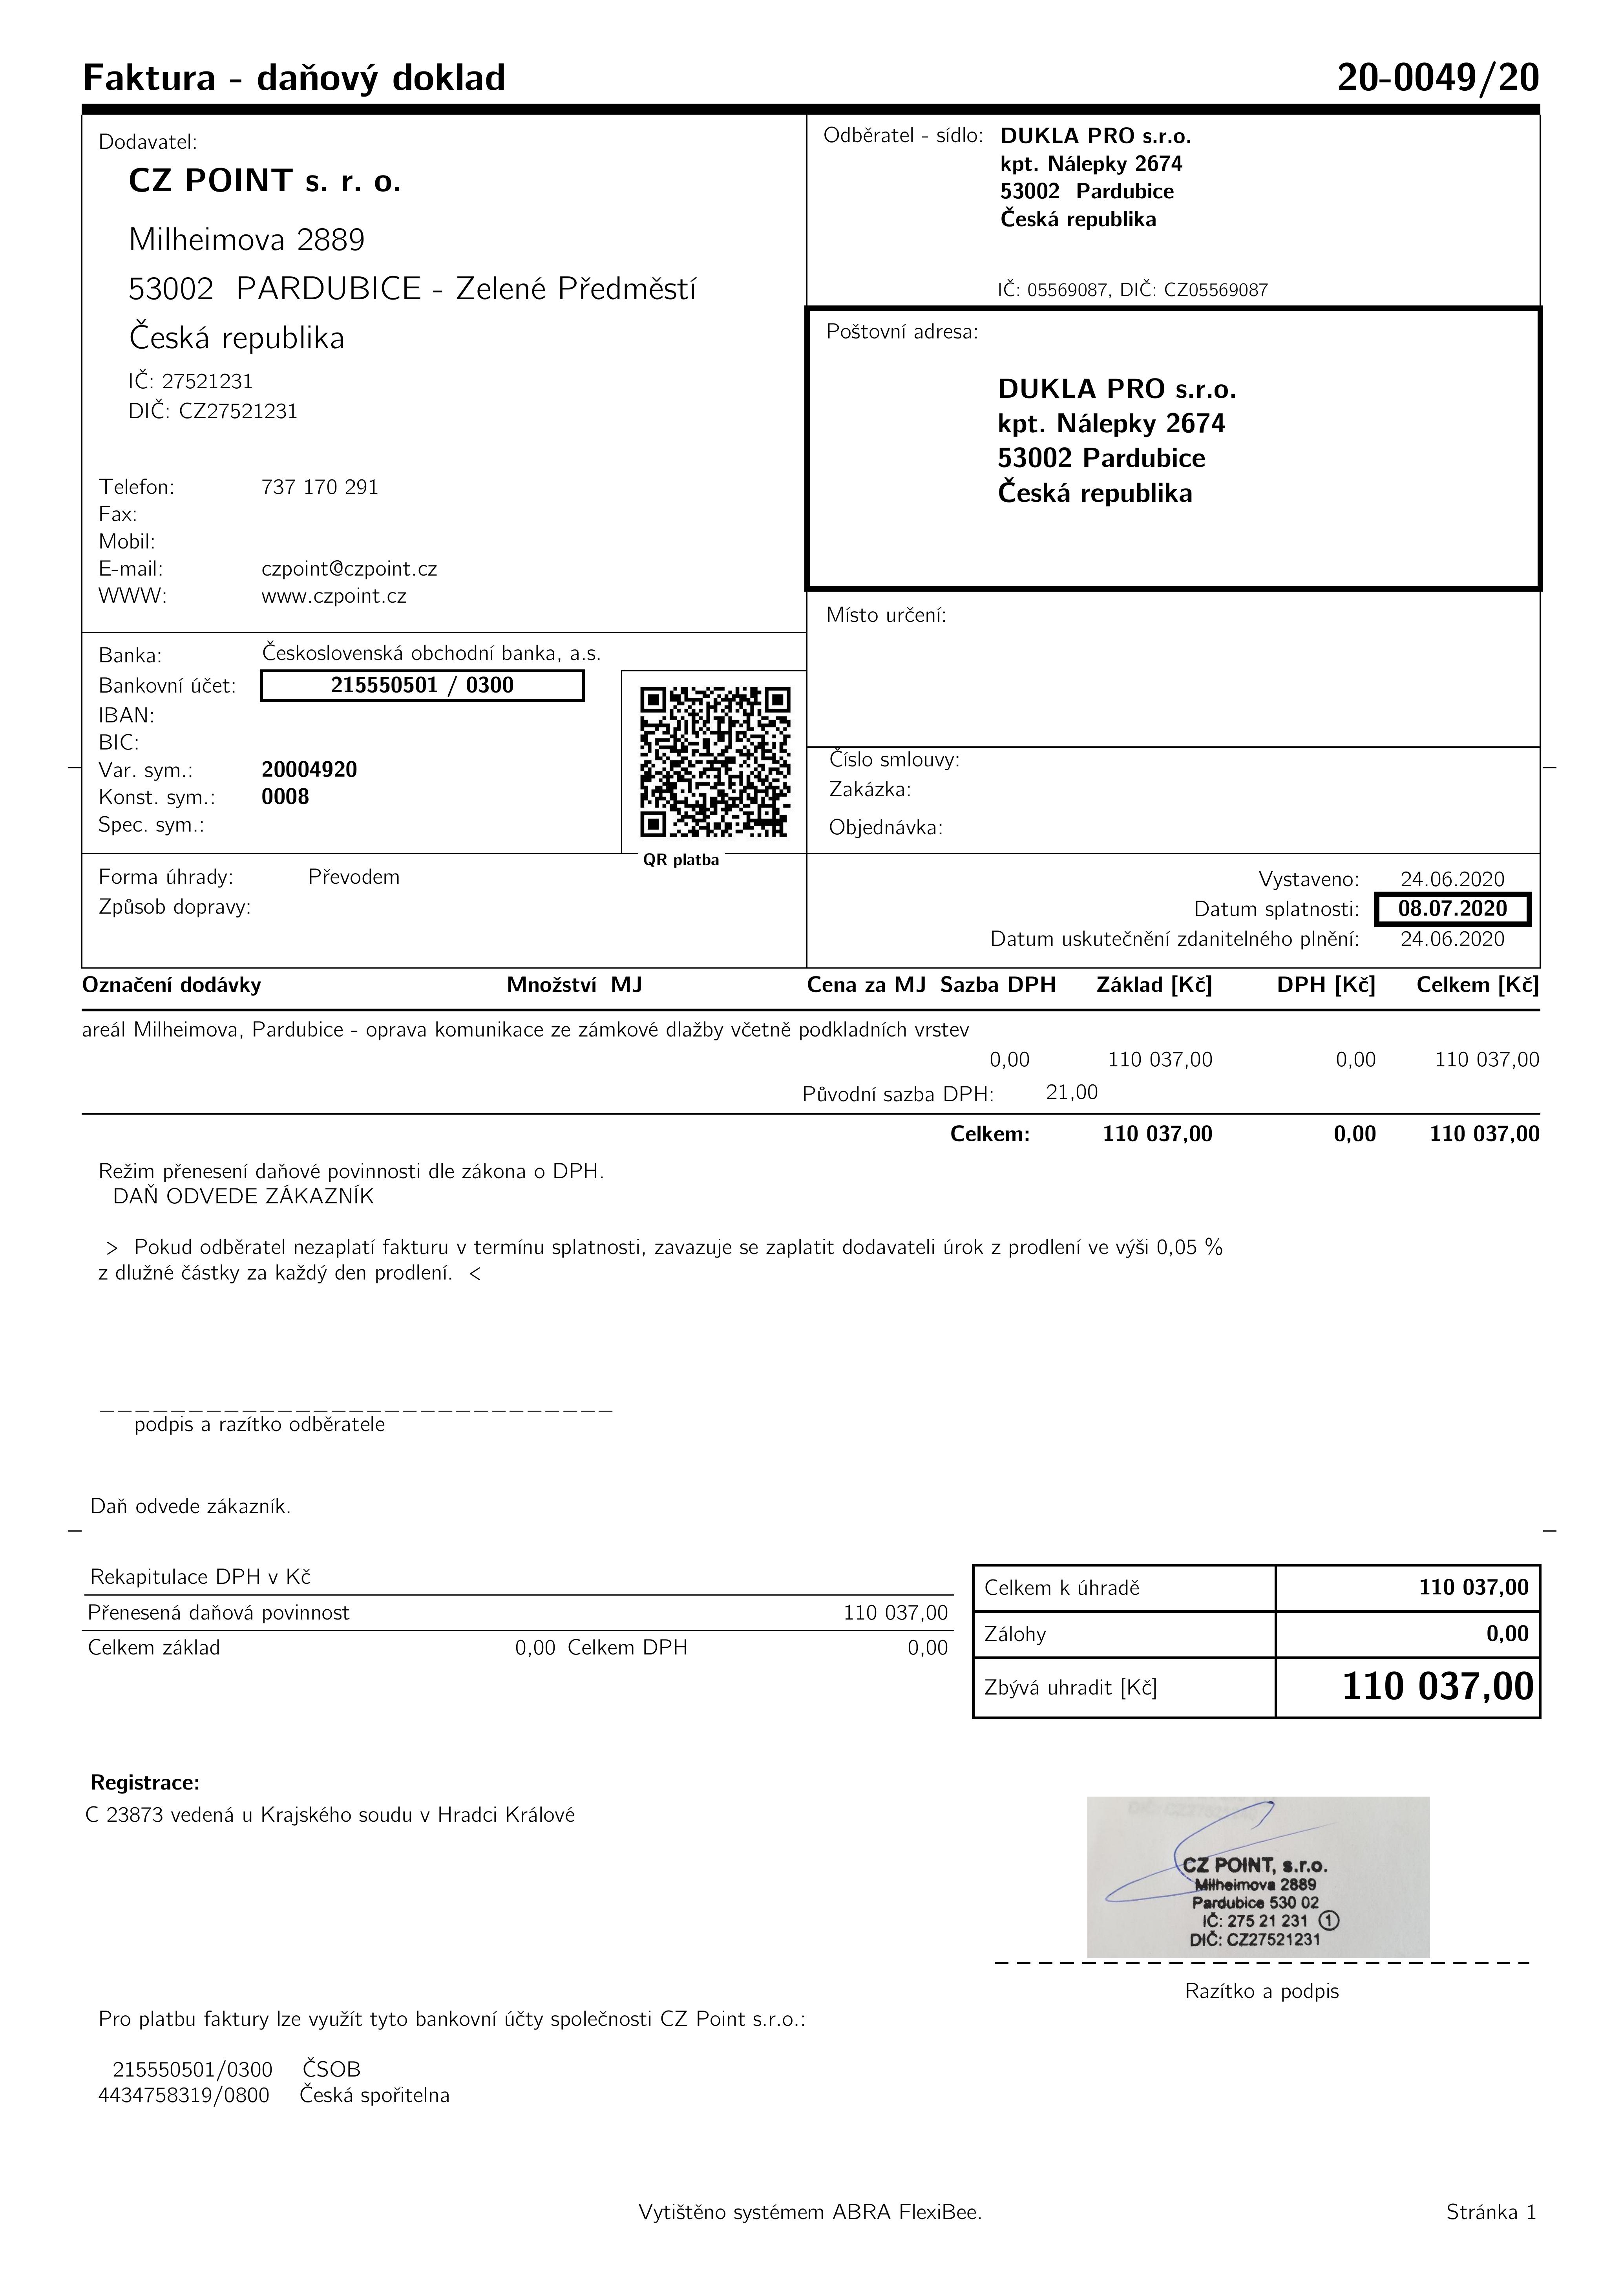 Faktura - daňový doklad 20-0049/20
Dodavatel:
CZ POINT s. r. o.
Milheimova 2889
53002 PARDUBICE - Zelené Předměstí
Česká republika
IČ: 27521231
DIČ: CZ27521231
Telefon: 737 170 291
Fax:
Mobil:
E-mail: czpoint@czpoint.cz
WWW: www.czpoint.cz
Odběratel - sídlo: DUKLA PRO s.r.o.
kpt. Nálepky 2674
53002 Pardubice
Česká republika
IČ: 05569087, DIČ: CZ05569087
Poštovní adresa:
DUKLA PRO s.r.o.
kpt. Nálepky 2674
53002 Pardubice
Česká republika
Místo určení:
Banka: Československá obchodní banka, a.s.
Bankovní účet: 215550501 / 0300
IBAN:
BIC:
Var. sym.: 20004920
Konst. sym.: 0008
Spec. sym.:
QR platba
Číslo smlouvy:
Zakázka:
Objednávka:
Forma úhrady: Převodem
Způsob dopravy:
Vystaveno: 24.06.2020
Datum splatnosti: 08.07.2020
Datum uskutečnění zdanitelného plnění: 24.06.2020
Označení dodávky Množství MJ Cena za MJ Sazba DPH Základ [Kč] DPH [Kč] Celkem [Kč]
areál Milheimova, Pardubice - oprava komunikace ze zámkové dlažby včetně podkladních vrstev
0,00 110 037,00 0,00 110 037,00
Původní sazba DPH: 21,00
Celkem: 110 037,00 0,00 110 037,00
Režim přenesení daňové povinnosti dle zákona o DPH.
DAŇ ODVEDE ZÁKAZNÍK
> Pokud odběratel nezaplatí fakturu v termínu splatnosti, zavazuje se zaplatit dodavateli úrok z prodlení ve výši 0,05 %
z dlužné částky za každý den prodlení. <
_____________________________
podpis a razítko odběratele
Daň odvede zákazník.
Rekapitulace DPH v Kč
Přenesená daňová povinnost 110 037,00
Celkem základ 0,00 Celkem DPH 0,00
Celkem k úhradě 110 037,00
Zálohy 0,00
Zbývá uhradit [Kč] 110 037,00
Registrace:
C 23873 vedená u Krajského soudu v Hradci Králové
CZ POINT, s.r.o.
Milheimova 2889
Pardubice 530 02
IČ: 275 21 231 ①
DIČ: CZ27521231
Razítko a podpis
Pro platbu faktury lze využít tyto bankovní účty společnosti CZ Point s.r.o.:
215550501/0300 ČSOB
4434758319/0800 Česká spořitelna
Vytištěno systémem ABRA FlexiBee. Stránka 1